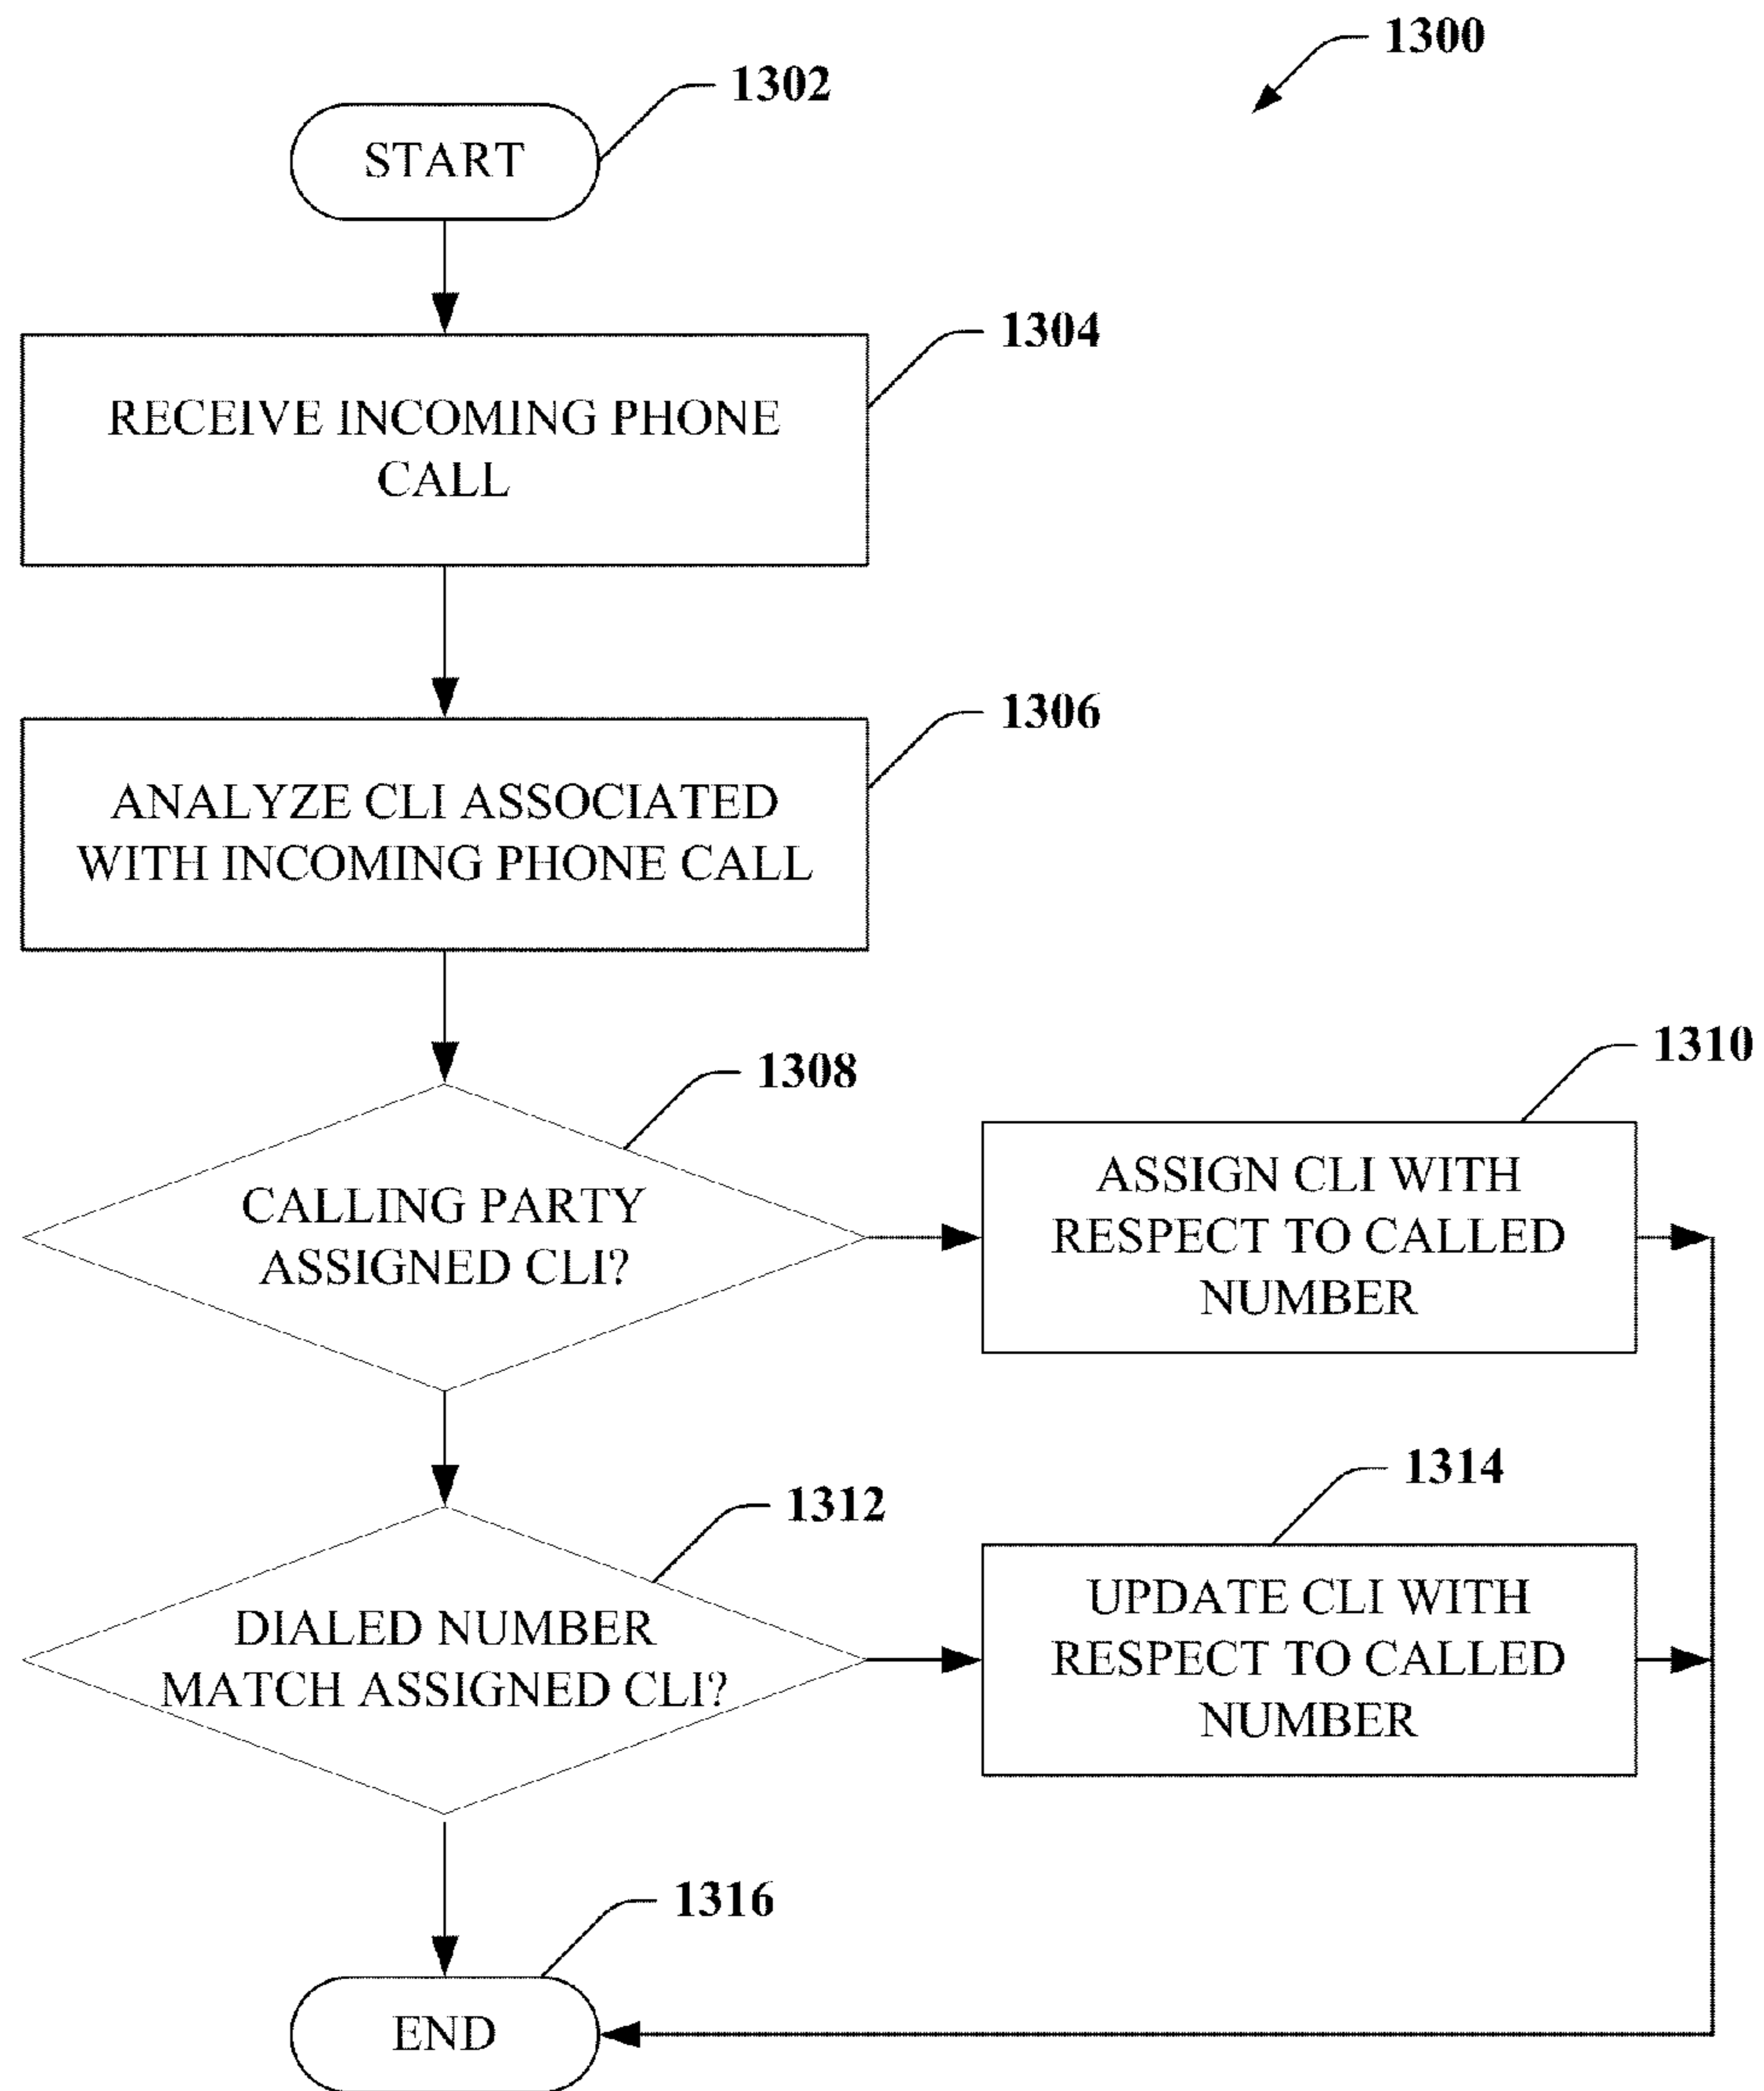 1300
1302
START
1304
RECEIVE INCOMING PHONE
CALL
1306
ANALYZE CLI ASSOCIATED
WITH INCOMING PHONE CALL
1308
CALLING PARTY
ASSIGNED CLI?
1310
ASSIGN CLI WITH
RESPECT TO CALLED
NUMBER
1312
DIALED NUMBER
MATCH ASSIGNED CLI?
1314
UPDATE CLI WITH
RESPECT TO CALLED
NUMBER
1316
END